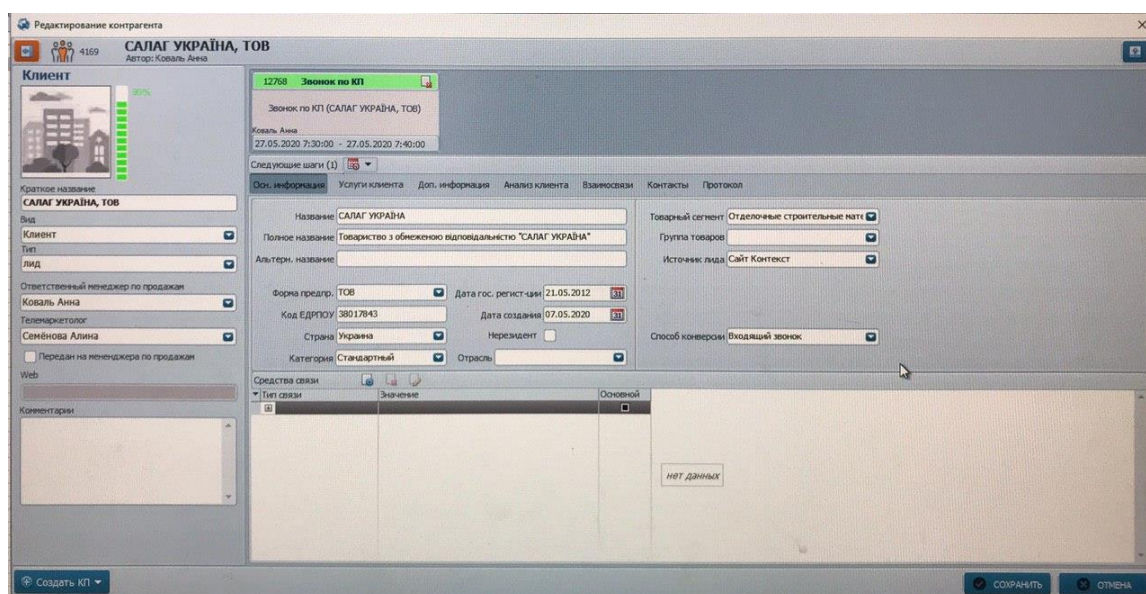 Редактирование контрагента
4169
САЛАГ УКРАЇНА, ТОВ
Автор: Коваль Анна
Клиент
99%
Краткое название
САЛАГ УКРАЇНА, ТОВ
Вид
Клиент
Тип
ЛИД
Ответственный менеджер по продажам
Коваль Анна
Телемаркетолог
Семёнова Алина
Передан на мененджера по продажам
Web
Комментарии
12768 Звонок по КП
Звонок по КП (САЛАГ УКРАЇНА, ТОВ)
Коваль Анна
27.05.2020 7:30:00 - 27.05.2020 7:40:00
Следующие шаги (1)
Осн. информация Услуги клиента Доп. информация Анализ клиента Взаимосвязи Контакты Протокол
Название САЛАГ УКРАЇНА
Полное название Товариство з обмеженою відповідальністю "САЛАГ УКРАЇНА"
Альтерн. название
Форма предпр. ТОВ Дата гос. регист-ции 21.05.2012
Код ЕДРПОУ 38017843 Дата создания 07.05.2020
Страна Украина Нерезидент
Категория Стандартный Отрасль
Товарный сегмент Отделочные строительные мате
Группа товаров
Источник лида Сайт Контекст
Способ конверсии Входящий звонок
Средства связи
Тип связи Значение Основной
нет данных
Создать КП
СОХРАНИТЬ ОТМЕНА